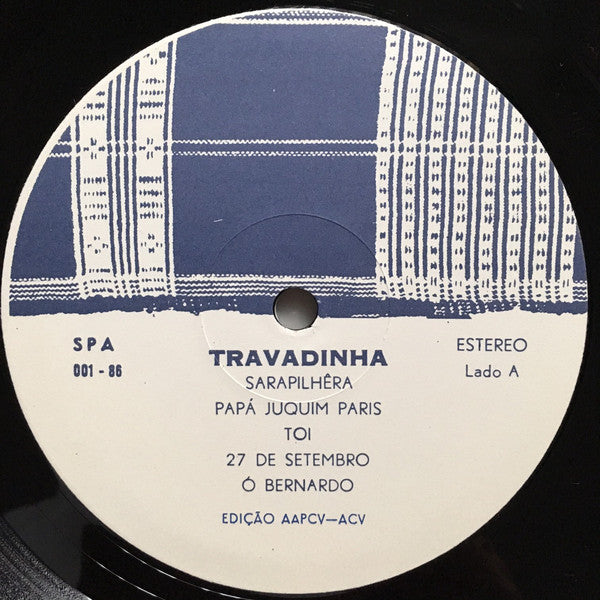 SPA
001 - 86
TRAVADINHA
ESTEREO
Lado A
SARAPILHÊRA
PAPÁ JUQUIM PARIS
TOI
27 DE SETEMBRO
Ó BERNARDO
EDIÇÃO AAPCV—ACV